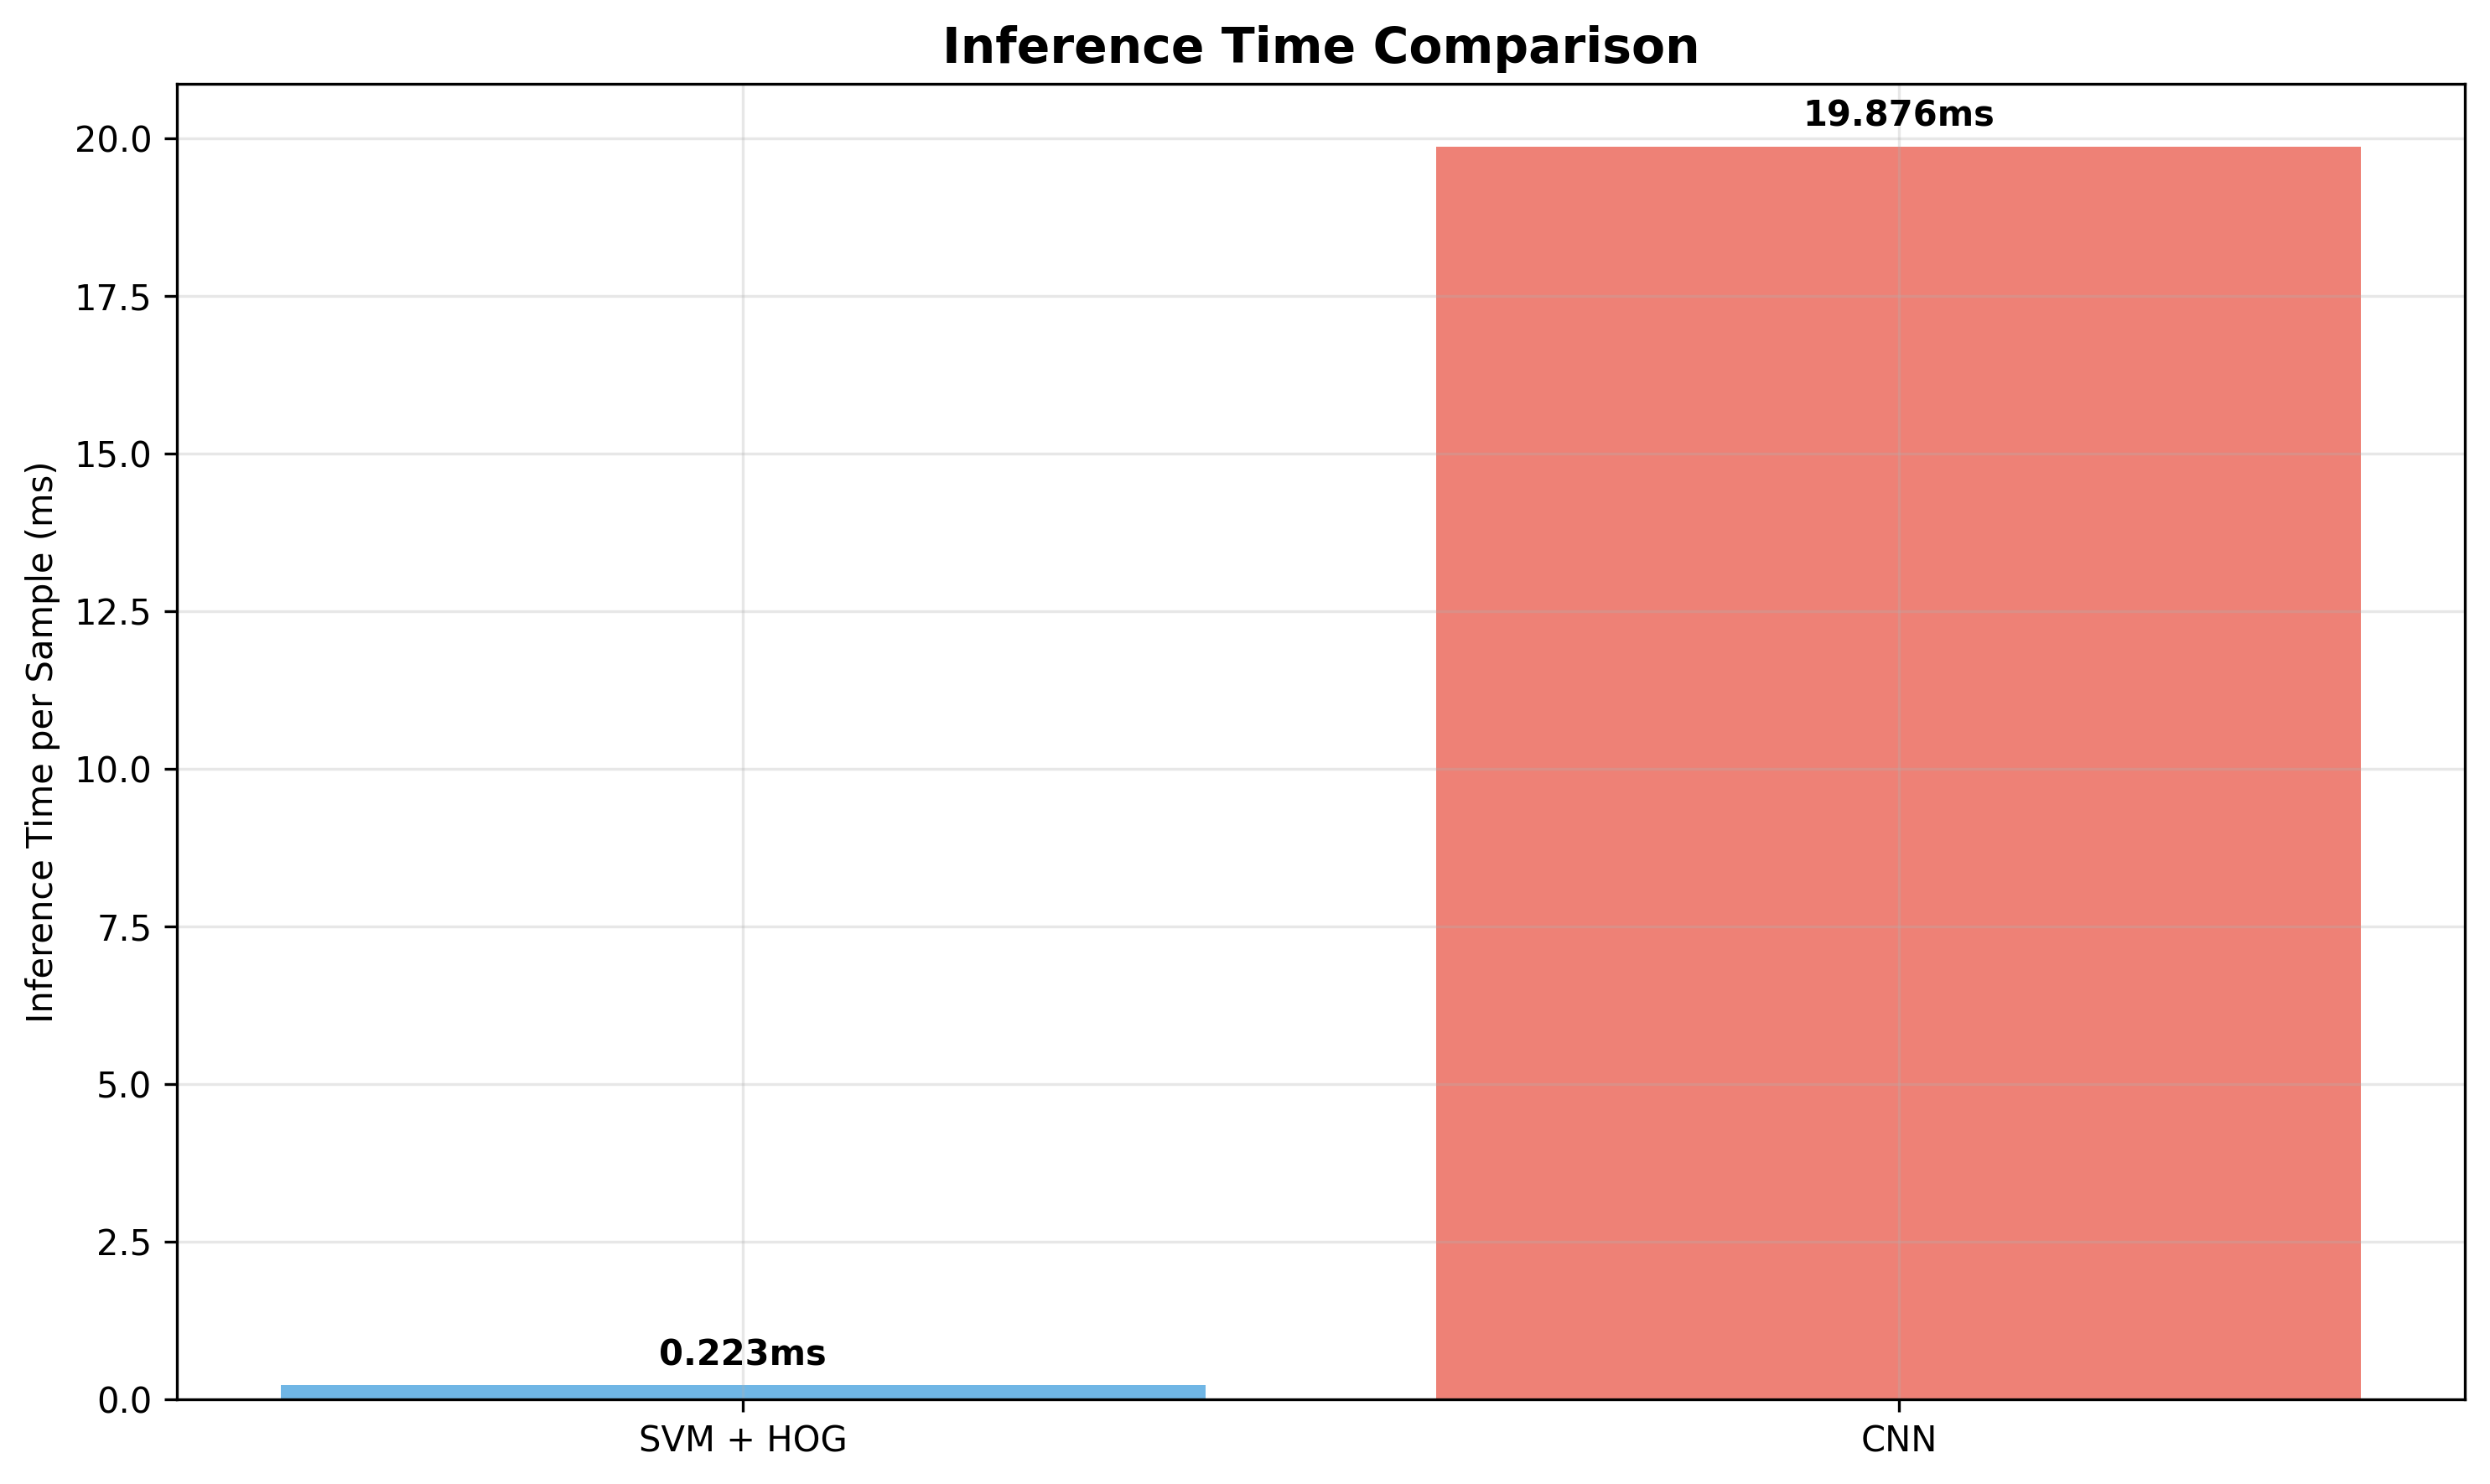 Inference Time Comparison
Inference Time per Sample (ms)
20.0
17.5
15.0
12.5
10.0
7.5
5.0
2.5
0.0
19.876ms
0.223ms
SVM + HOG
CNN